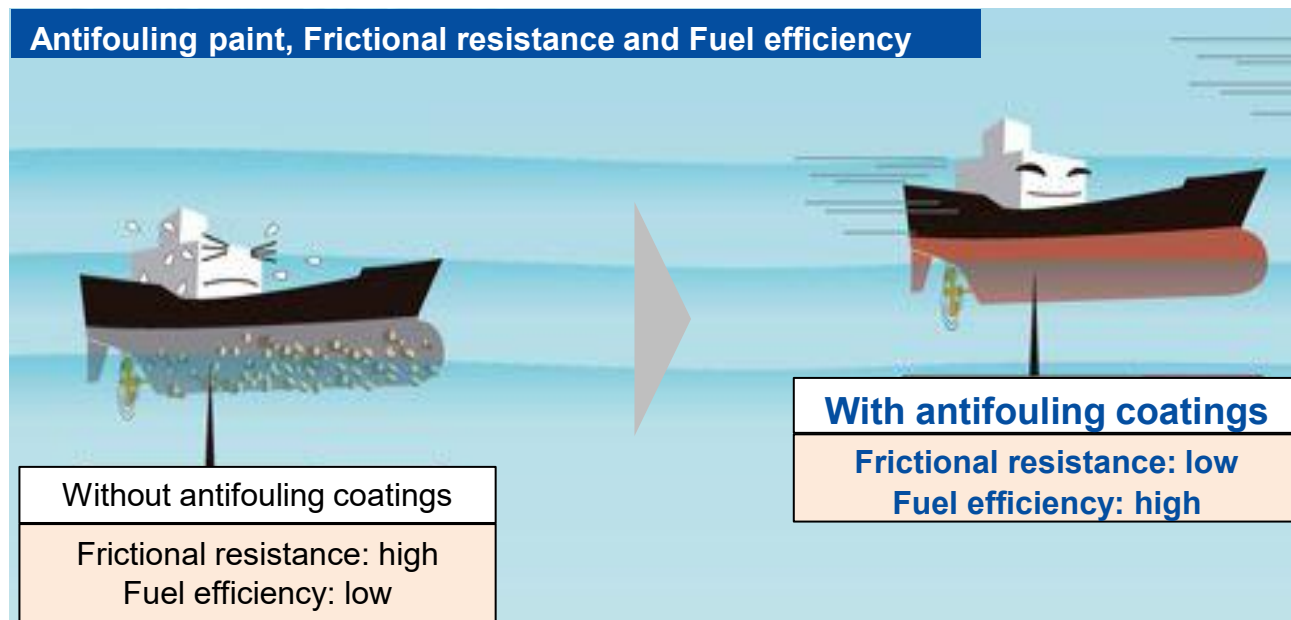 Antifouling paint, Frictional resistance and Fuel efficiency
Without antifouling coatings
Frictional resistance: high
Fuel efficiency: low
With antifouling coatings
Frictional resistance: low
Fuel efficiency: high